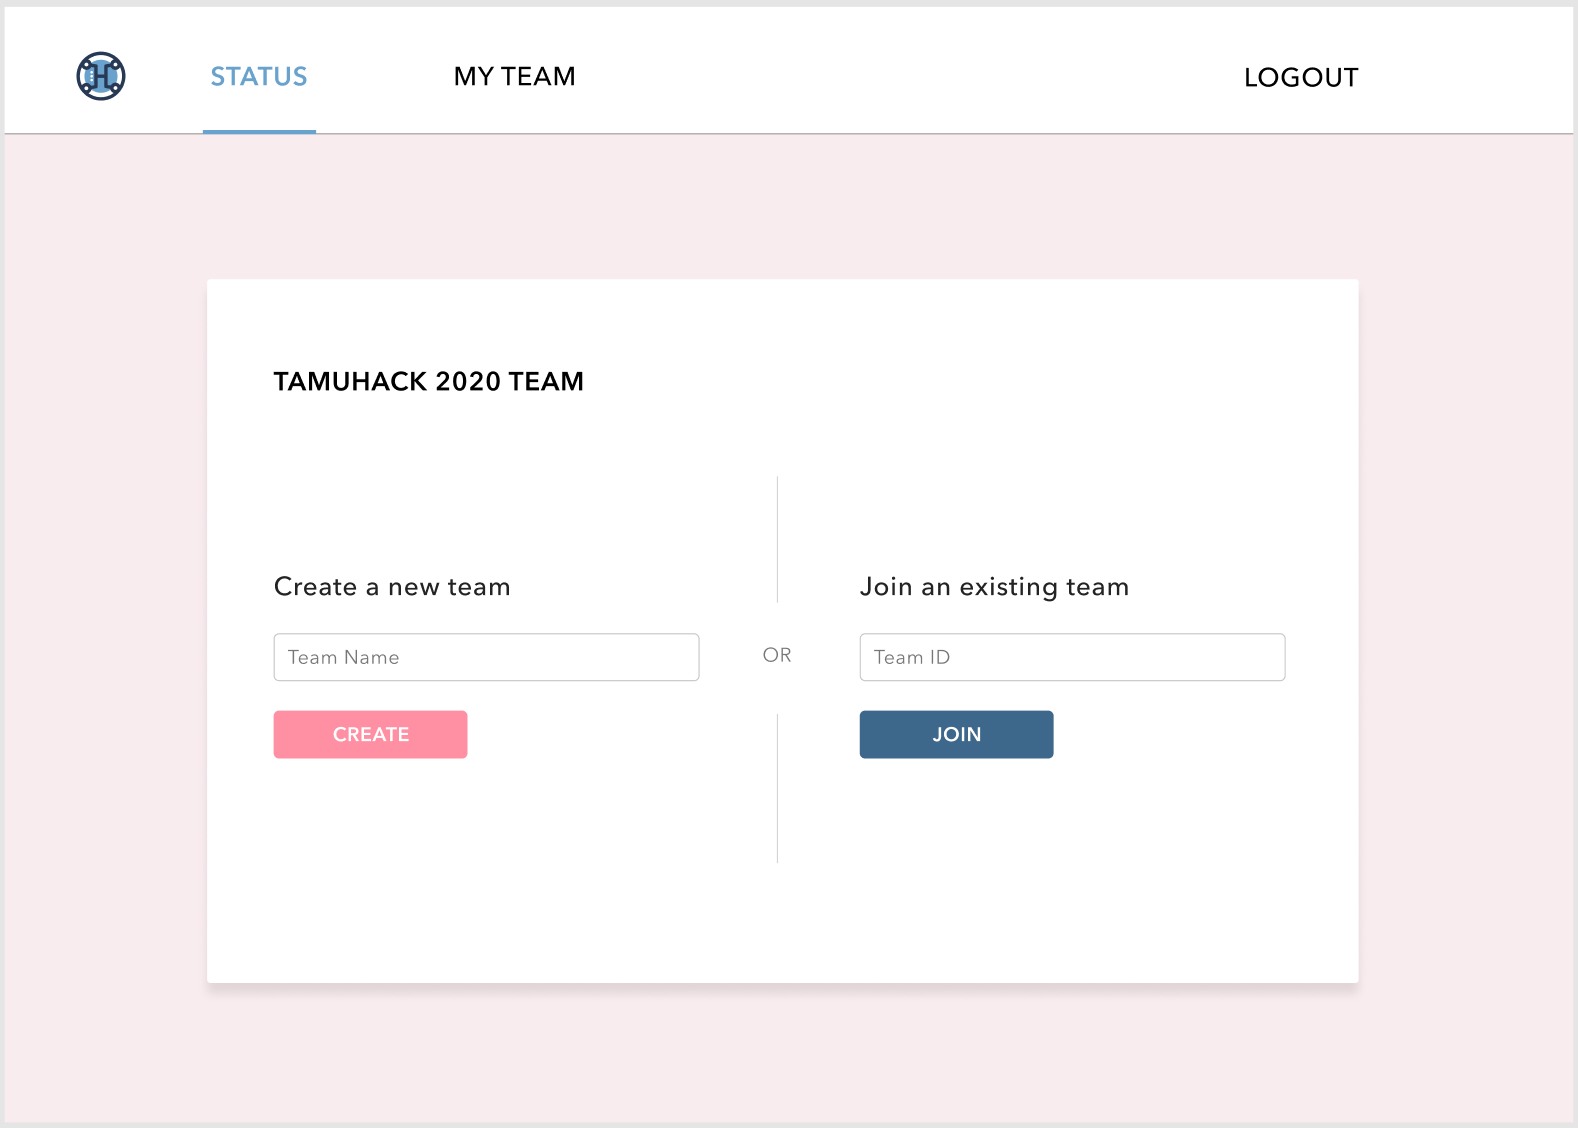 H
STATUS
MY TEAM
LOGOUT
TAMUHACK 2020 TEAM
Create a new team
Team Name
CREATE
OR
Join an existing team
Team ID
JOIN